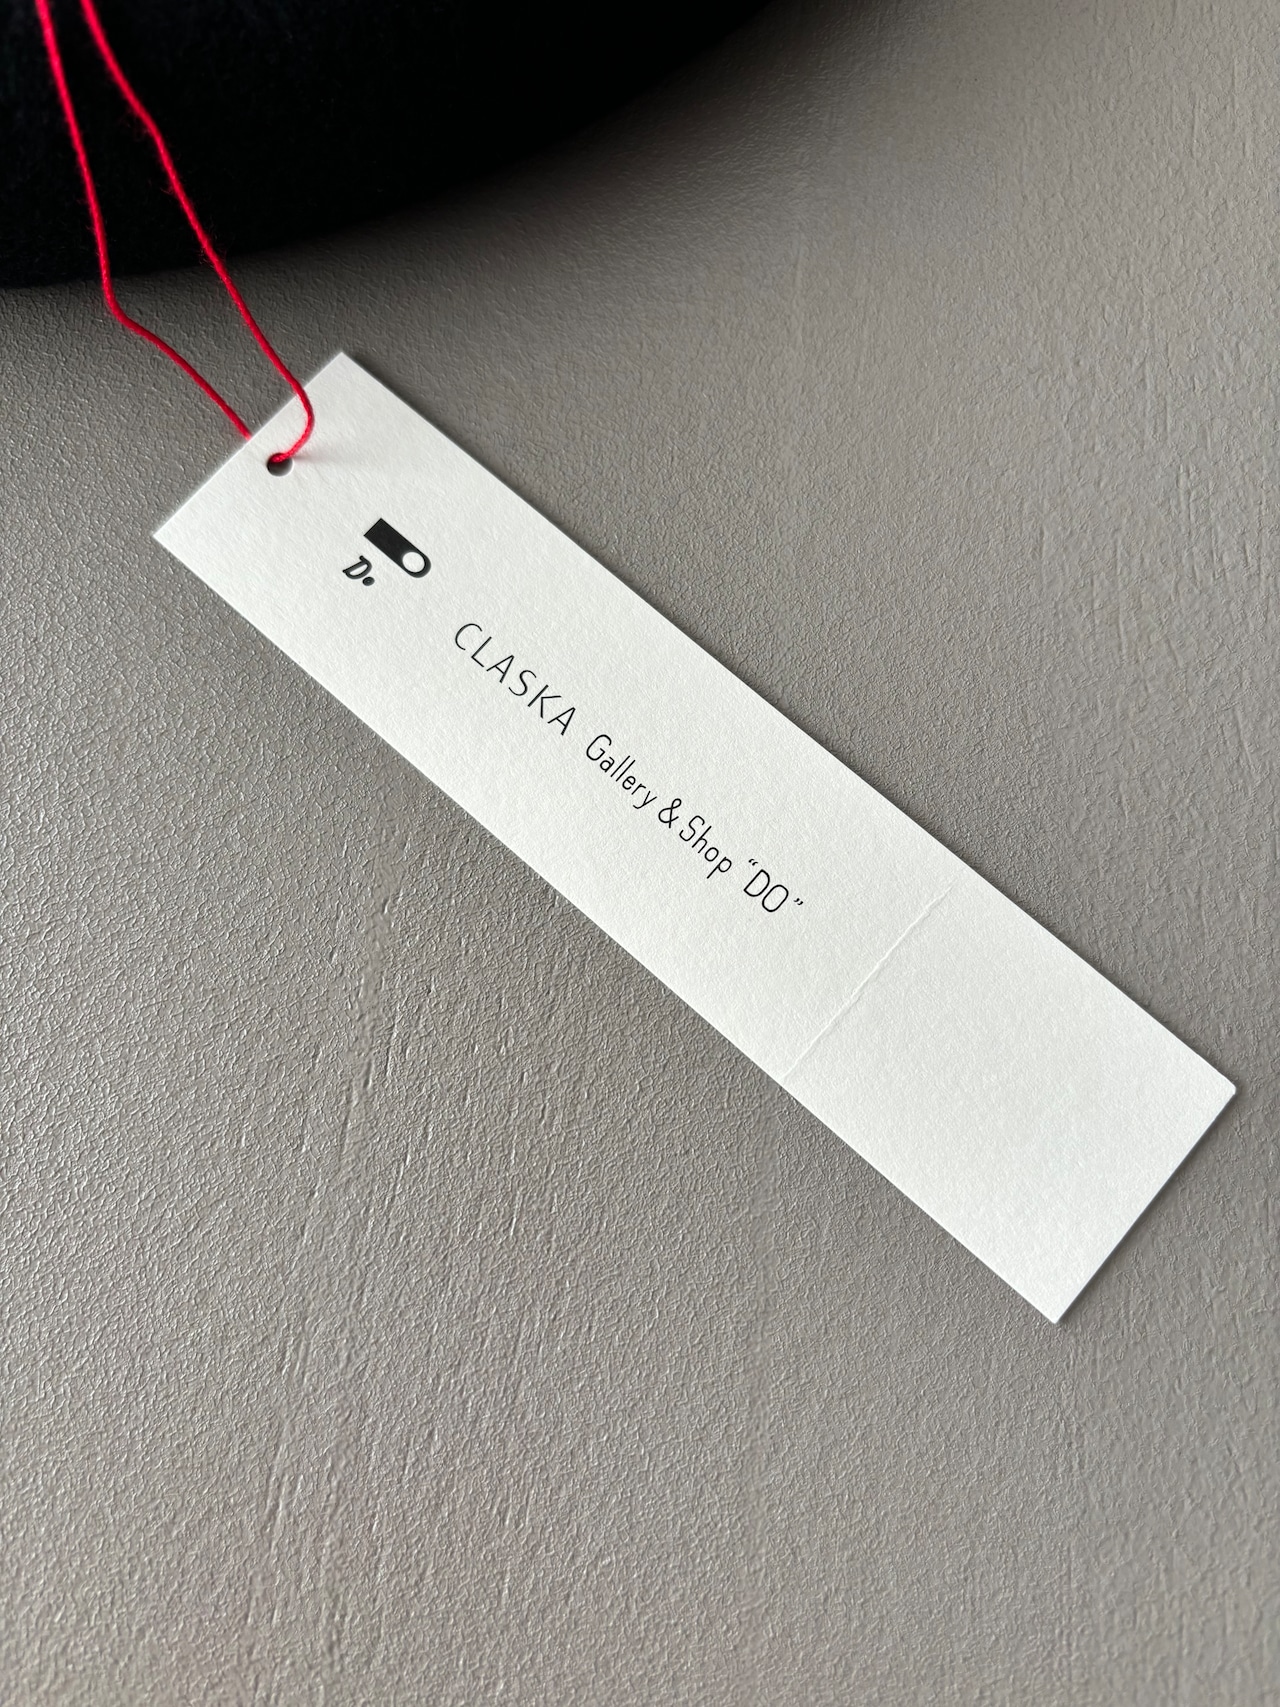 D.
CLASKA Gallery & Shop “DO”